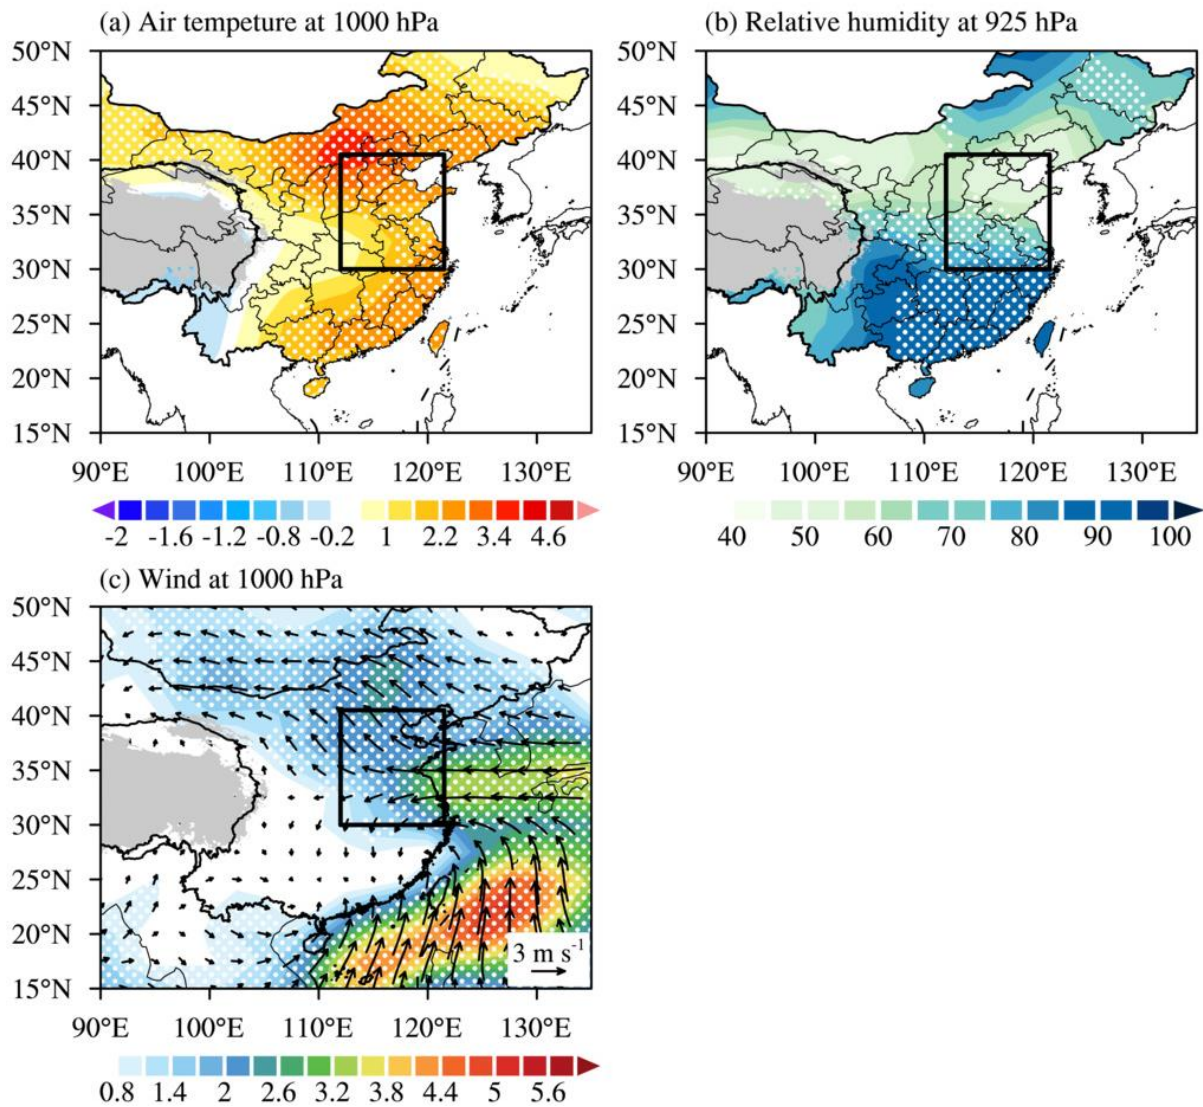 (a) Air tempeture at 1000 hPa
(b) Relative humidity at 925 hPa
50°N
45°N
40°N
35°N
30°N
25°N
20°N
15°N
90°E 100°E 110°E 120°E 130°E
-2 -1.6 -1.2 -0.8 -0.2 1 2.2 3.4 4.6
50°N
45°N
40°N
35°N
30°N
25°N
20°N
15°N
90°E 100°E 110°E 120°E 130°E
40 50 60 70 80 90 100
(c) Wind at 1000 hPa
50°N
45°N
40°N
35°N
30°N
25°N
20°N
15°N
3 m s⁻¹
90°E 100°E 110°E 120°E 130°E
0.8 1.4 2 2.6 3.2 3.8 4.4 5 5.6